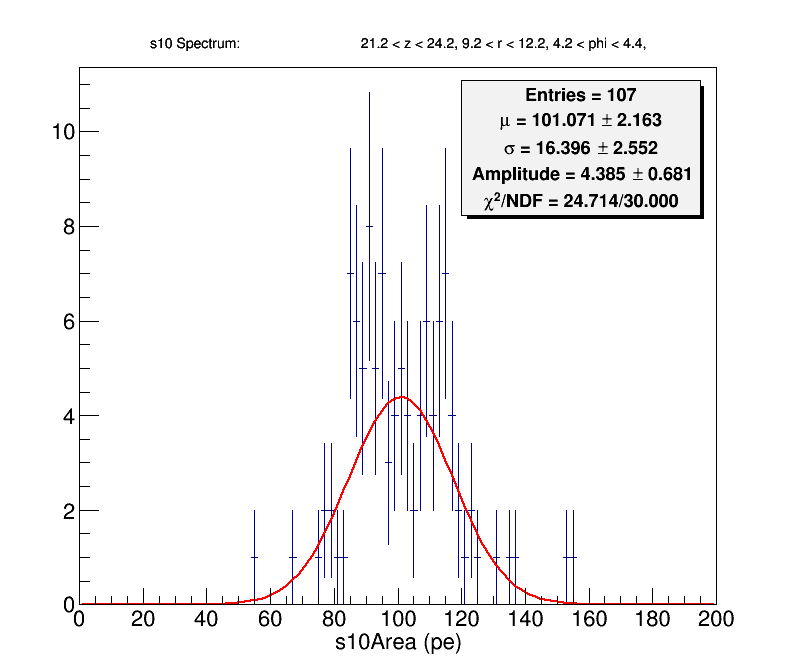 s10 Spectrum: 21.2 < z < 24.2, 9.2 < r < 12.2, 4.2 < phi < 4.4,
Entries = 107
μ = 101.071 ± 2.163
σ = 16.396 ± 2.552
Amplitude = 4.385 ± 0.681
χ²/NDF = 24.714/30.000
10
8
6
4
2
0
0 20 40 60 80 100 120 140 160 180 200
s10Area (pe)